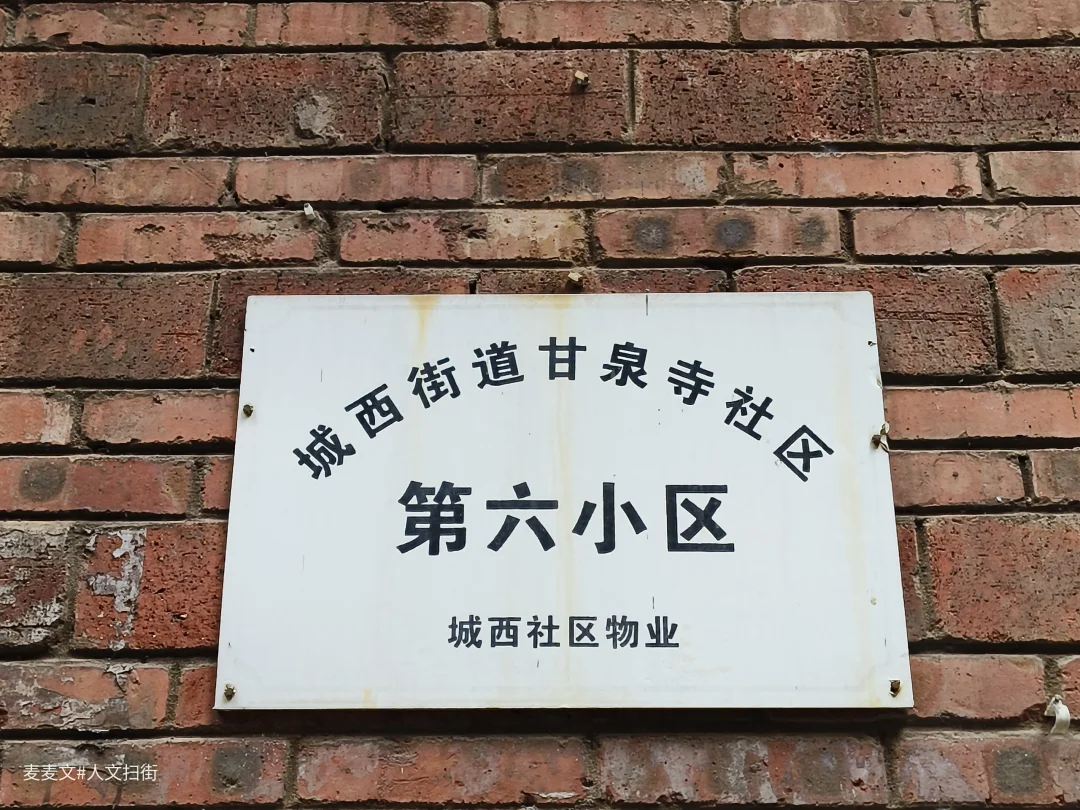 城西街道甘泉寺社区
第六小区
城西社区物业
麦麦文#人文扫街